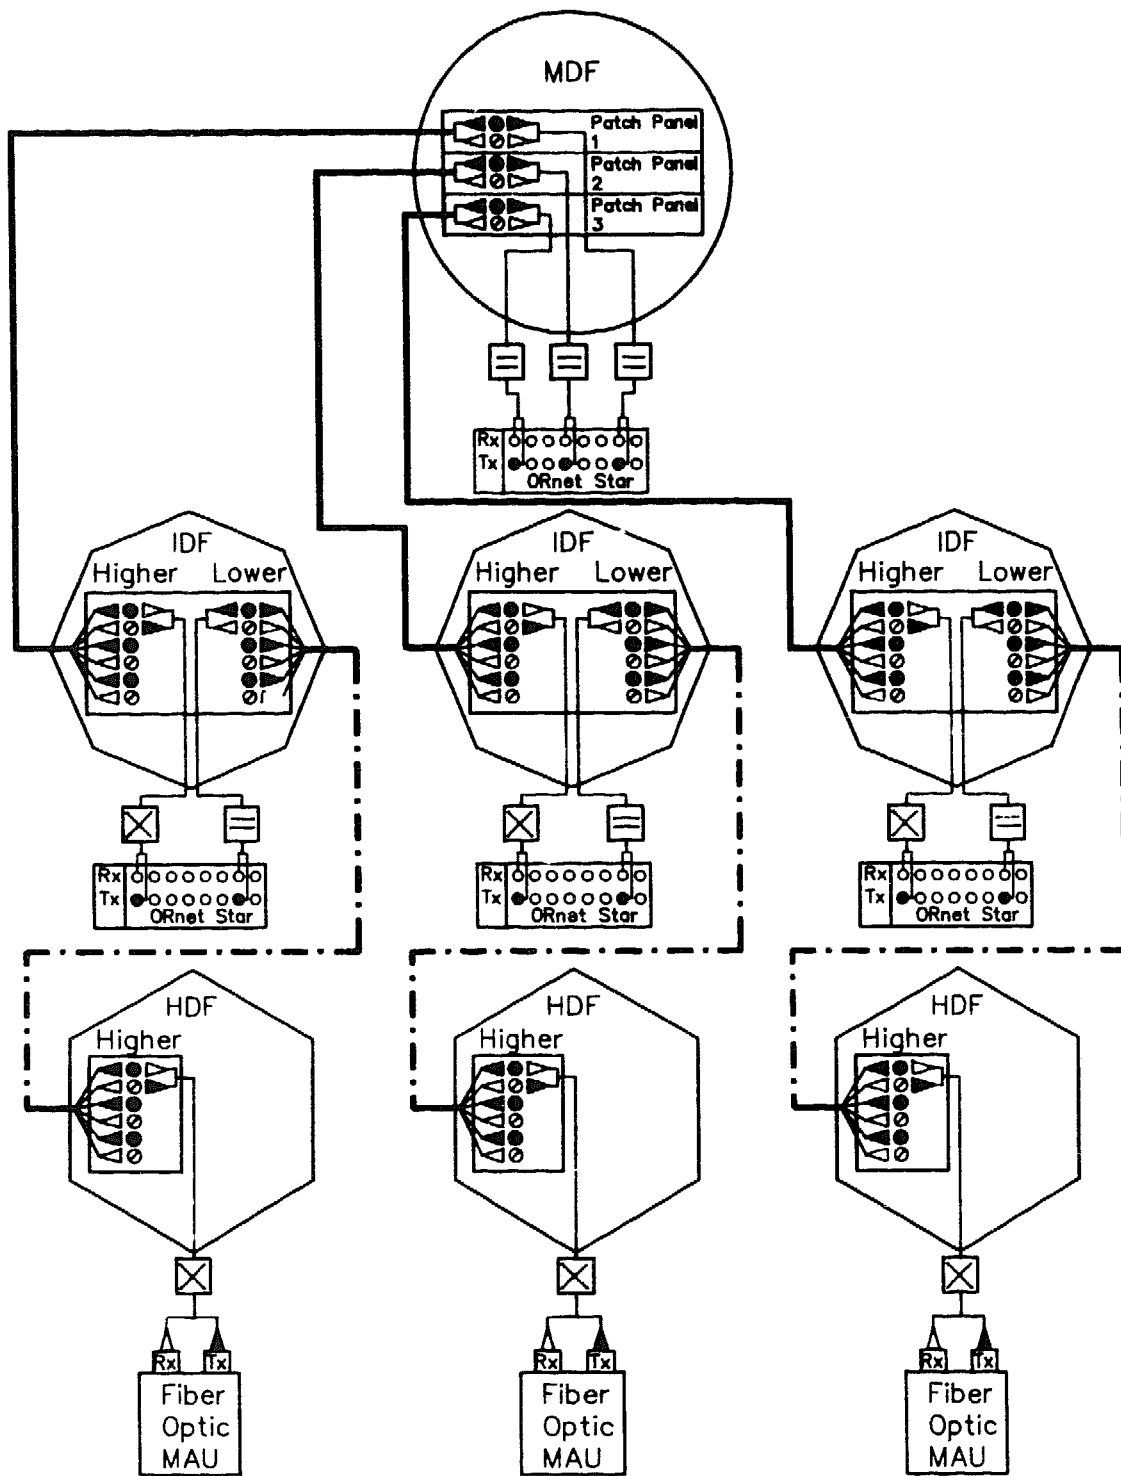 MDF
Patch Panel
1
Patch Panel
2
Patch Panel
3
Rx
Tx
ORnet Star
IDF
Higher Lower
IDF
Higher Lower
IDF
Higher Lower
Rx
Tx
ORnet Star
Rx
Tx
ORnet Star
Rx
Tx
ORnet Star
HDF
Higher
HDF
Higher
HDF
Higher
Rx Tx
Fiber
Optic
MAU
Rx Tx
Fiber
Optic
MAU
Rx Tx
Fiber
Optic
MAU